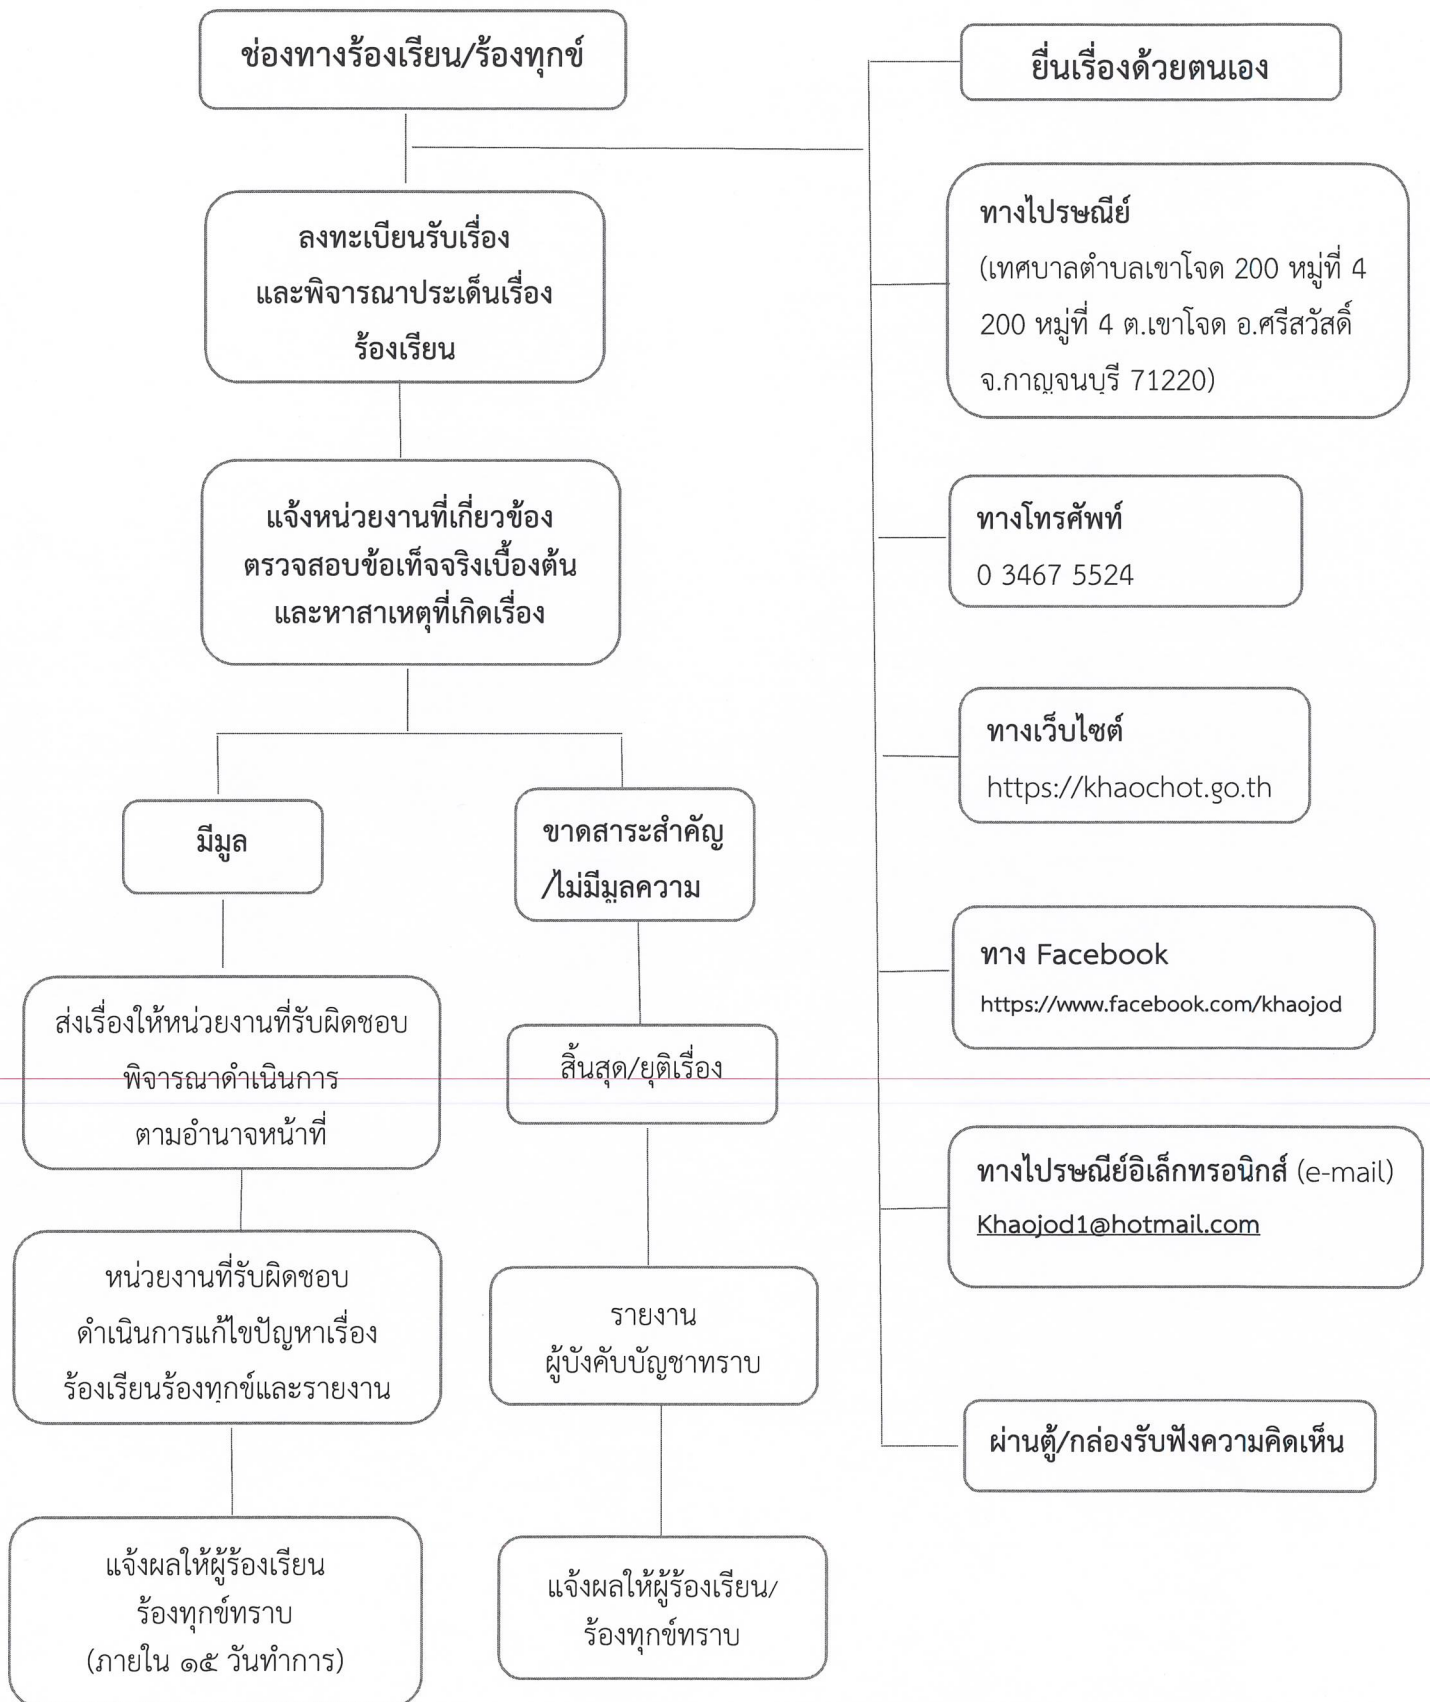 ช่องทางร้องเรียน/ร้องทุกข์
ลงทะเบียนรับเรื่อง
และพิจารณาประเด็นเรื่อง
ร้องเรียน
แจ้งหน่วยงานที่เกี่ยวข้อง
ตรวจสอบข้อเท็จจริงเบื้องต้น
และหาสาเหตุที่เกิดเรื่อง
มีมูล
ส่งเรื่องให้หน่วยงานที่รับผิดชอบ
พิจารณาดำเนินการ
ตามอำนาจหน้าที่
หน่วยงานที่รับผิดชอบ
ดำเนินการแก้ไขปัญหาเรื่อง
ร้องเรียนร้องทุกข์และรายงาน
แจ้งผลให้ผู้ร้องเรียน
ร้องทุกข์ทราบ
(ภายใน ๑๕ วันทำการ)
ขาดสาระสำคัญ
/ไม่มีมูลความ
สิ้นสุด/ยุติเรื่อง
รายงาน
ผู้บังคับบัญชาทราบ
แจ้งผลให้ผู้ร้องเรียน/
ร้องทุกข์ทราบ
ยื่นเรื่องด้วยตนเอง
ทางไปรษณีย์
(เทศบาลตำบลเขาโจด 200 หมู่ที่ 4
200 หมู่ที่ 4 ต.เขาโจด อ.ศรีสวัสดิ์
จ.กาญจนบุรี 71220)
ทางโทรศัพท์
0 3467 5524
ทางเว็บไซต์
https://khaochot.go.th
ทาง Facebook
https://www.facebook.com/khaojod
ทางไปรษณีย์อิเล็กทรอนิกส์ (e-mail)
Khaojod1@hotmail.com
ผ่านตู้/กล่องรับฟังความคิดเห็น